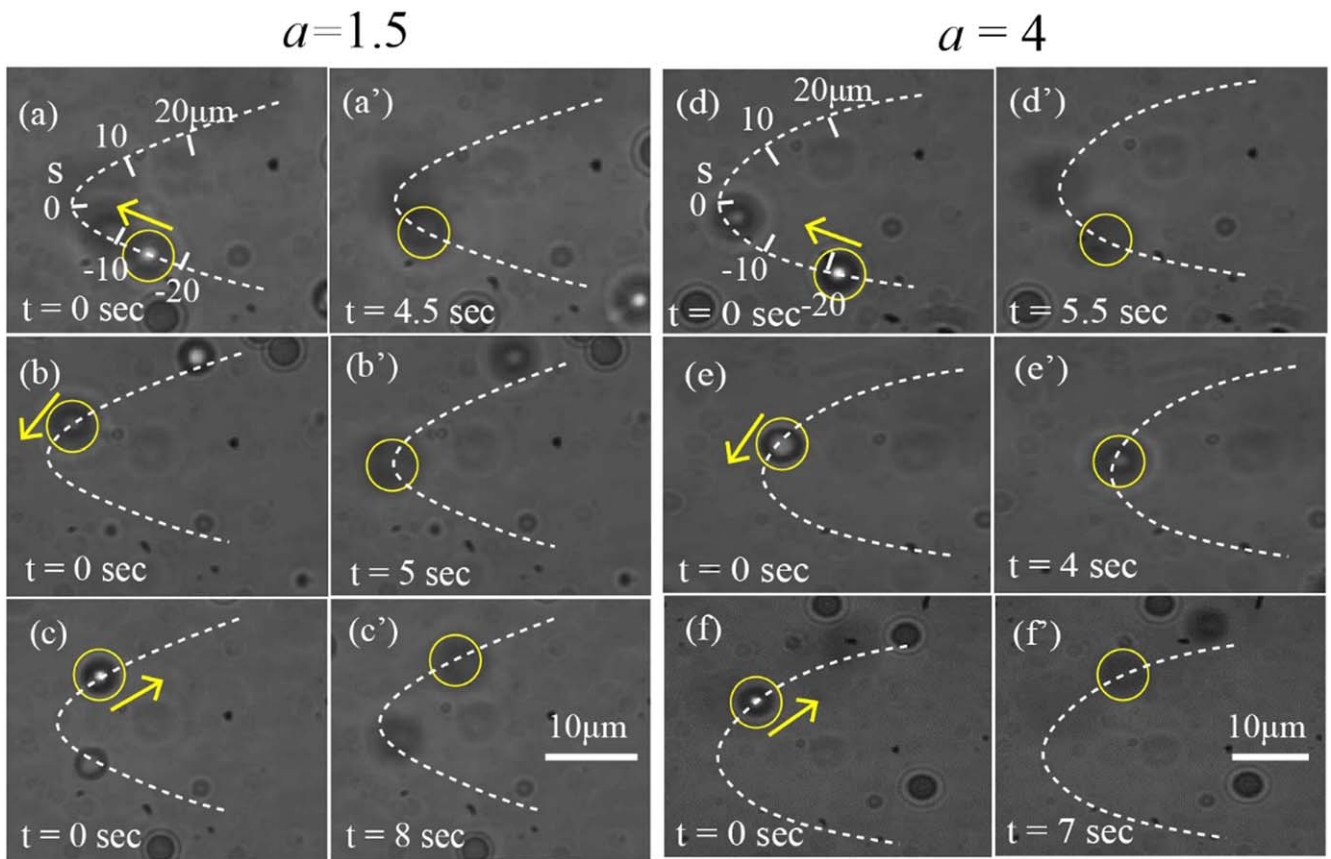 a=1.5
a = 4
(a)
20μm
10
S
0
-10
-20
t = 0 sec
(a’)
t = 4.5 sec
(d)
20μm
10
S
0
-10
-20
t = 0 sec
(d’)
t = 5.5 sec
(b)
t = 0 sec
(b’)
t = 5 sec
(e)
t = 0 sec
(e’)
t = 4 sec
(c)
t = 0 sec
(c’)
10μm
t = 8 sec
(f)
t = 0 sec
(f’)
10μm
t = 7 sec